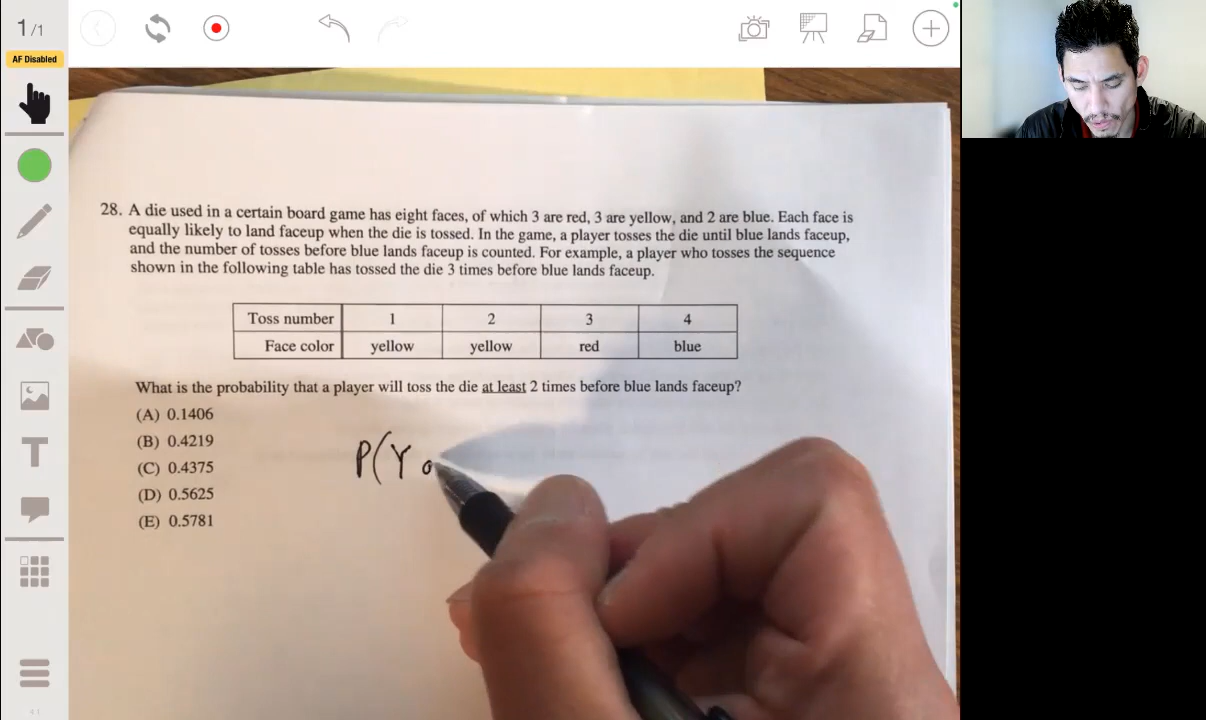 1/1
AF Disabled
28. A die used in a certain board game has eight faces, of which 3 are red, 3 are yellow, and 2 are blue. Each face is
equally likely to land faceup when the die is tossed. In the game, a player tosses the die until blue lands faceup,
and the number of tosses before blue lands faceup is counted. For example, a player who tosses the sequence
shown in the following table has tossed the die 3 times before blue lands faceup.
Toss number 1 2 3 4
Face color yellow yellow red blue
What is the probability that a player will toss the die at least 2 times before blue lands faceup?
(A) 0.1406
(B) 0.4219
(C) 0.4375
(D) 0.5625
(E) 0.5781
P(Y o
T